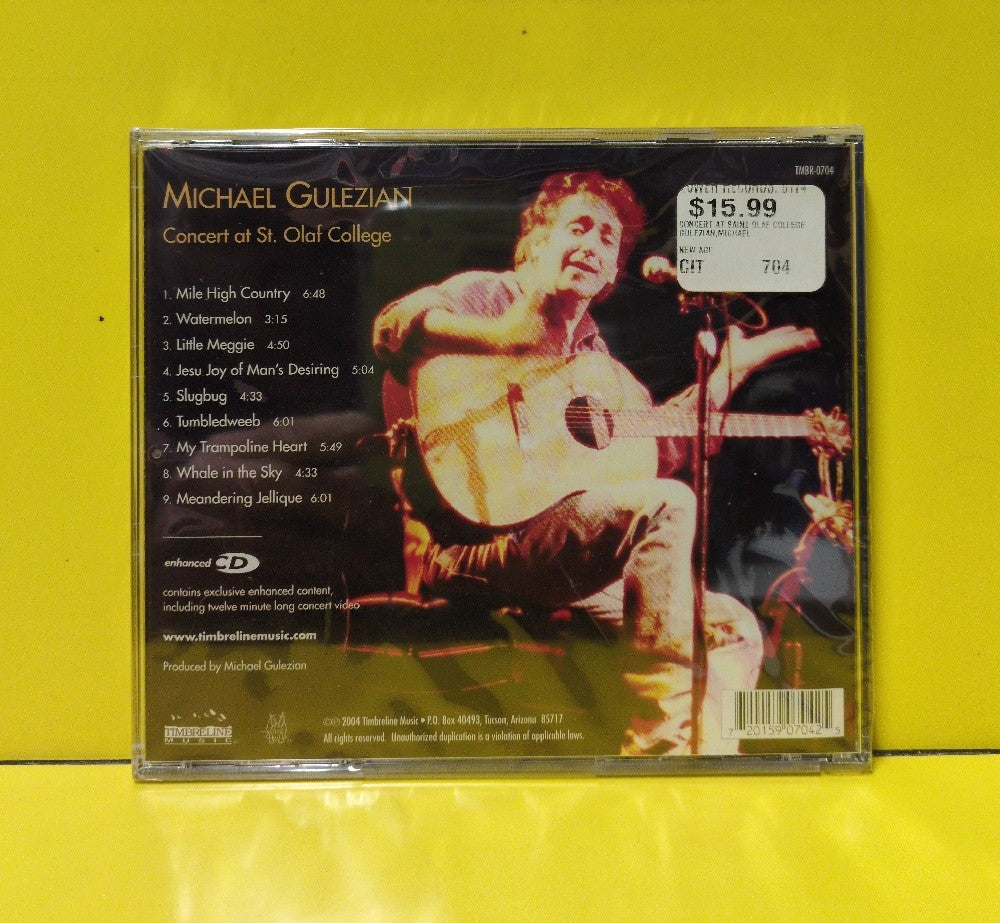 TMBR-0704
MICHAEL GULEZIAN
Concert at St. Olaf College
$15.99
CONCERT AT SAINT OLAF COLLEGE
GULEZIAN,MICHAEL
NEW AGE
CIT 704
1. Mile High Country 6:48
2. Watermelon 3:15
3. Little Meggie 4:50
4. Jesu Joy of Man's Desiring 5:04
5. Slugbug 4:33
6. Tumbledweeb 6:01
7. My Trampoline Heart 5:49
8. Whale in the Sky 4:33
9. Meandering Jellique 6:01
enhanced CD
contains exclusive enhanced content,
including twelve minute long concert video
www.timbrelinemusic.com
Produced by Michael Gulezian
TIMBRELINE
MUSIC
©℗ 2004 Timbreline Music • P.O. Box 40493, Tucson, Arizona 85717
All rights reserved. Unauthorized duplication is a violation of applicable laws.
7 20159 07042 5